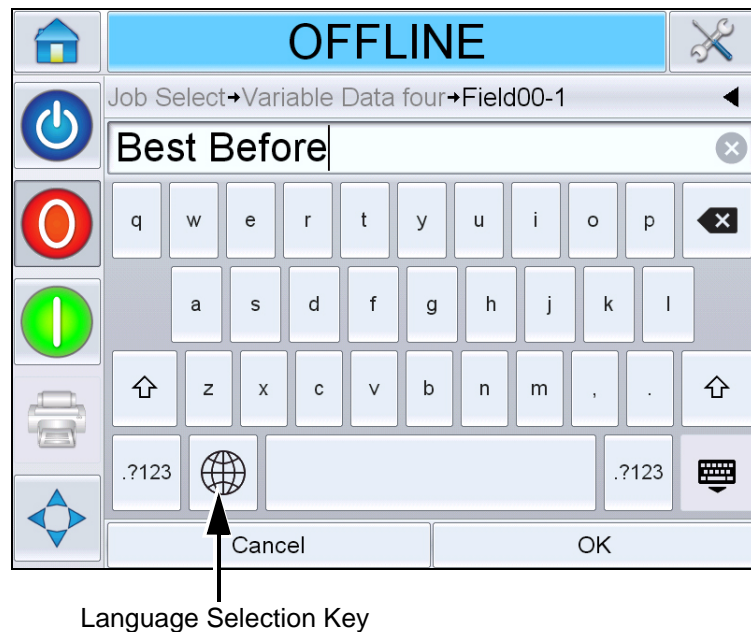 OFFLINE
Job Select→Variable Data four→Field00-1
Best Before
q w e r t y u i o p
a s d f g h j k l
z x c v b n m , .
.?123 .?123
Cancel OK
Language Selection Key